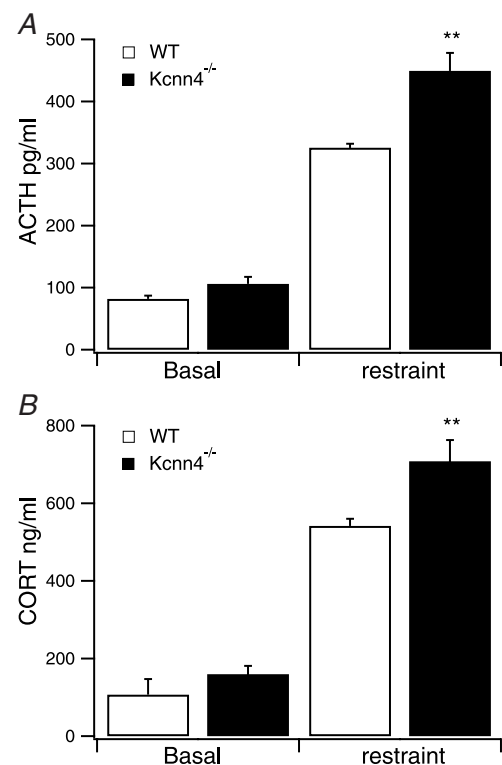 A
500
400
300
200
100
0
ACTH pg/ml
WT
Kcnn4-/-
**
Basal restraint
B
800
600
400
200
0
CORT ng/ml
WT
Kcnn4-/-
**
Basal restraint